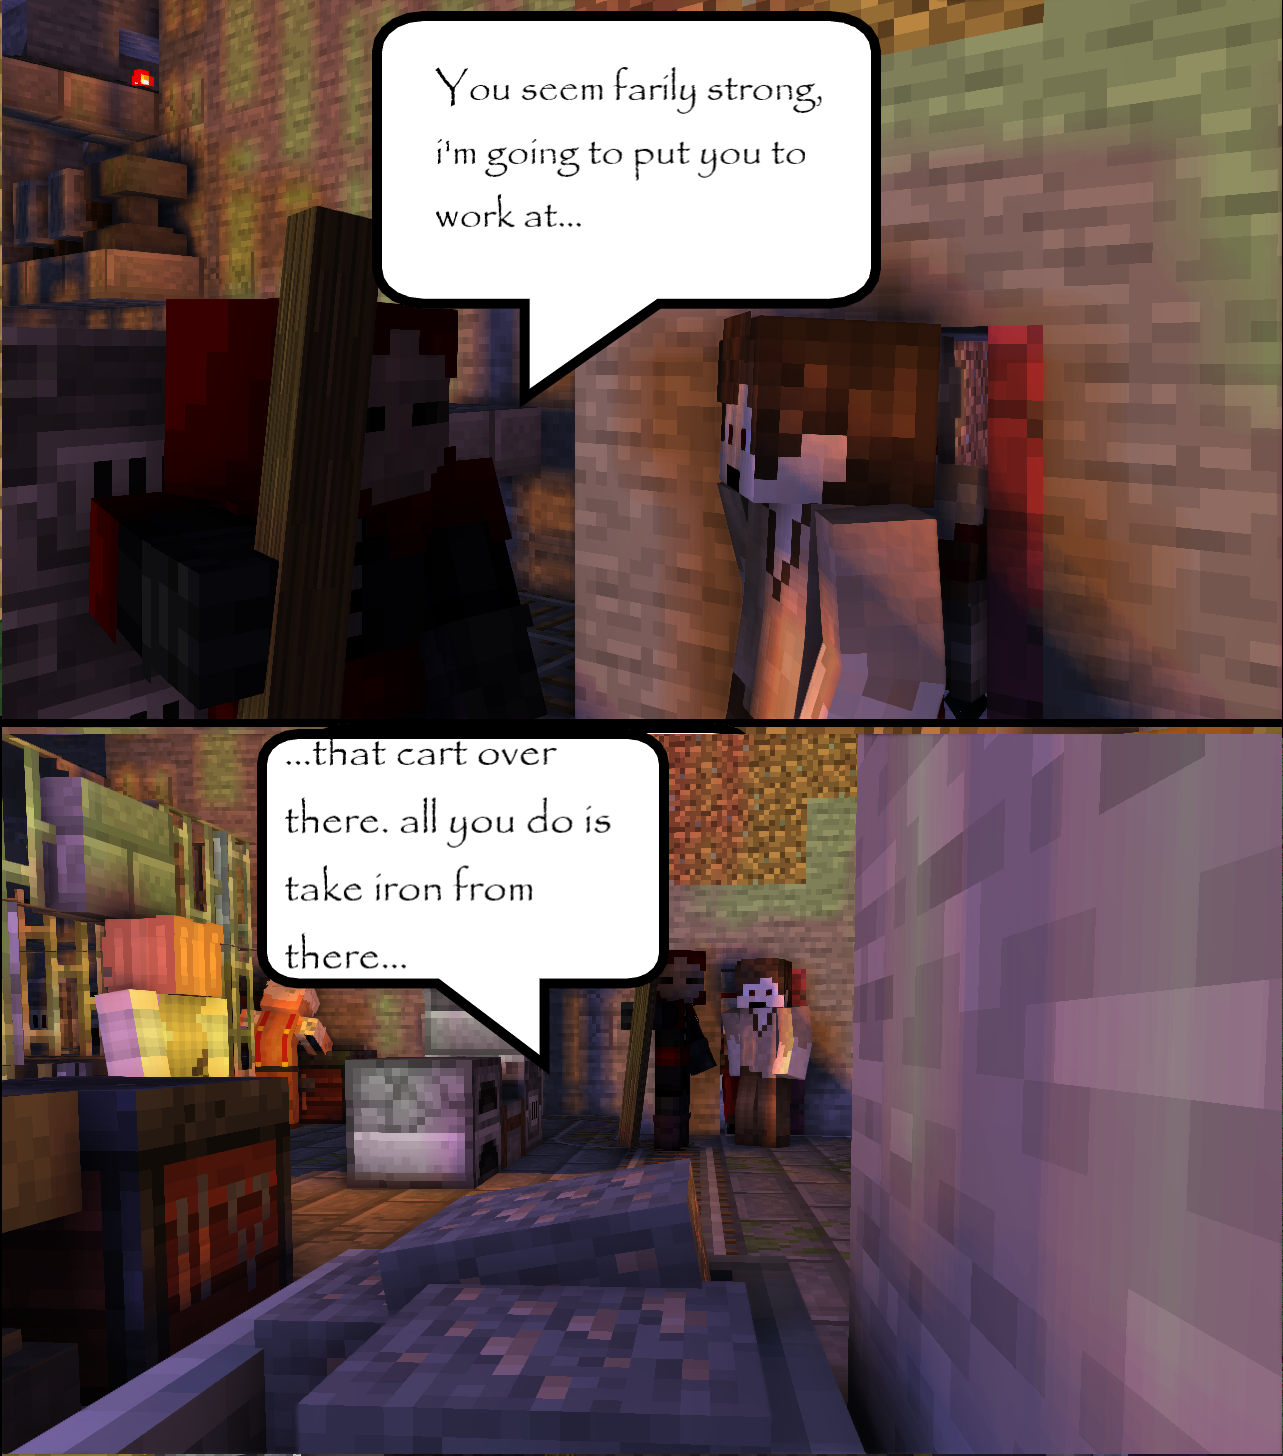 You seem farily strong,
i'm going to put you to
work at...
...that cart over
there. all you do is
take iron from
there...